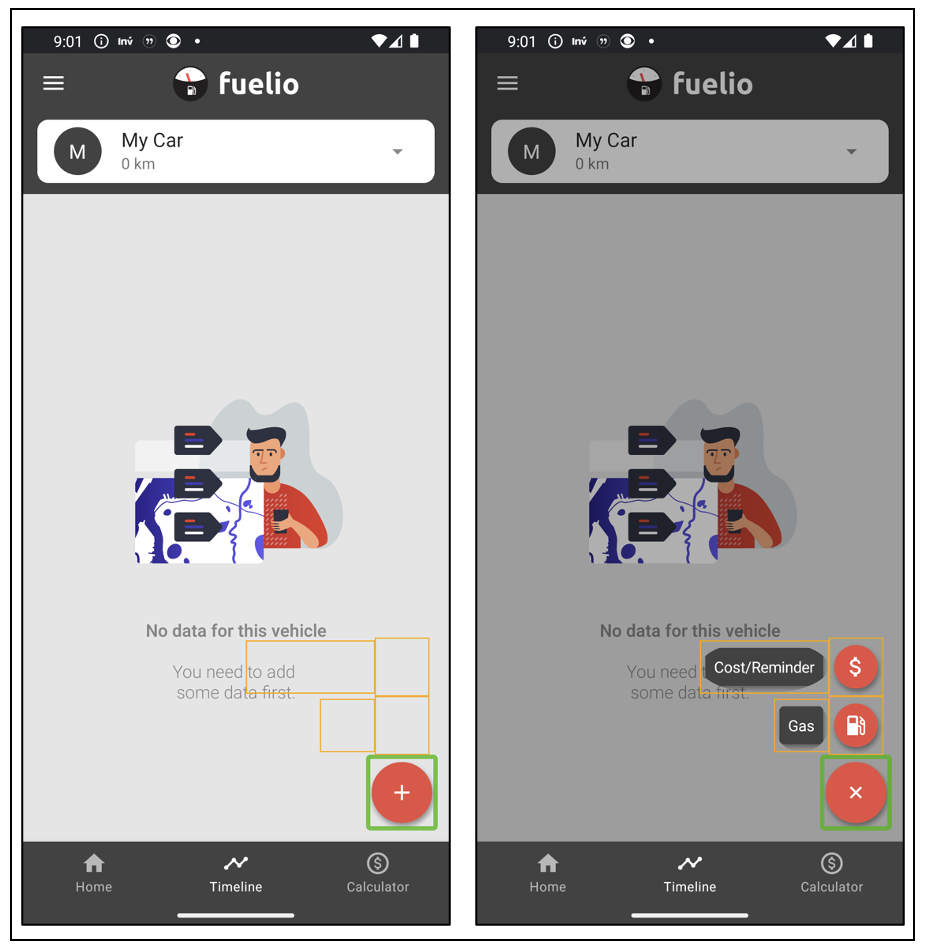 9:01 Inv
fuelio
M
My Car
0 km
No data for this vehicle
You need to add
some data first.
Home
Timeline
Calculator
9:01 Inv
fuelio
M
My Car
0 km
No data for this vehicle
You need
some data first.
Cost/Reminder
$
Gas
Home
Timeline
Calculator